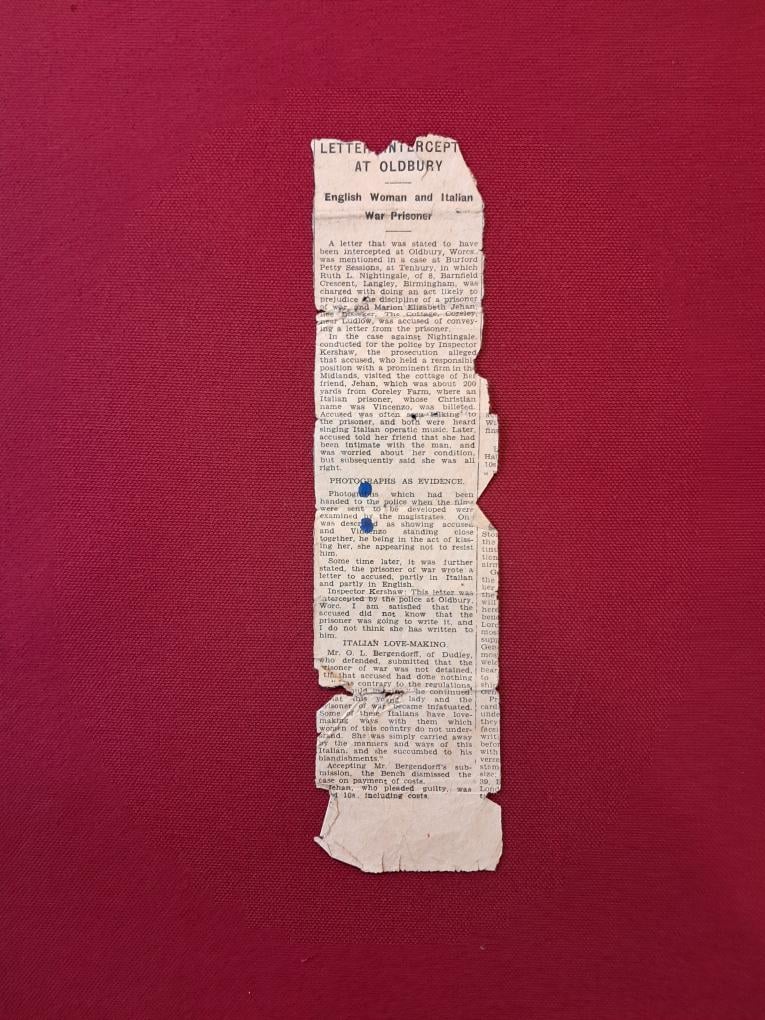 LETTER INTERCEPT
AT OLDBURY
English Woman and Italian
War Prisoner
A letter that was stated to have
been intercepted at Oldbury, Worcs.
was mentioned in a case at Burford
Petty Sessions, at Tenbury, in which
Ruth L. Nightingale, of 8, Barnfield
Crescent, Langley, Birmingham, was
charged with doing an act likely to
prejudice the discipline of a prisoner
of war, and Marion Elizabeth Jehan,
The Cottage, Coreley,
near Ludlow, was accused of convey-
ing a letter from the prisoner.
In the case against Nightingale,
conducted for the police by Inspector
Kershaw, the prosecution alleged
that accused, who held a responsible
position with a prominent firm in the
Midlands, visited the cottage of her
friend, Jehan, which was about 200
yards from Coreley Farm, where an
Italian prisoner, whose Christian
name was Vincenzo, was billeted.
Accused was often seen talking to
the prisoner, and both were heard
singing Italian operatic music. Later,
accused told her friend that she had
been intimate with the man, and
was worried about her condition,
but subsequently said she was all
right.
PHOTOGRAPHS AS EVIDENCE.
Photographs which had been
handed to the police when the films
were sent to be developed were
examined by the magistrates. On
was described as showing accused
and Vincenzo standing close
together, he being in the act of kiss-
ing her, she appearing not to resist
him.
Some time later, it was further
stated, the prisoner of war wrote a
letter to accused, partly in Italian
and partly in English.
Inspector Kershaw: This letter was
intercepted by the police at Oldbury,
Worc. I am satisfied that the
accused did not know that the
prisoner was going to write it, and
I do not think she has written to
him.
ITALIAN LOVE-MAKING.
Mr. O. L. Bergendorff, of Dudley,
who defended, submitted that the
prisoner of war was not detained,
that accused had done nothing
contrary to the regulations.
he continued
that this young lady and the
prisoner of war became infatuated.
Some of these Italians have love-
making ways with them which
women of this country do not under-
stand. She was simply carried away
by the manners and ways of this
Italian, and she succumbed to his
blandishments."
Accepting Mr. Bergendorff's sub-
mission, the Bench dismissed the
case on payment of costs.
Jehan, who pleaded guilty, was
10s. including costs.